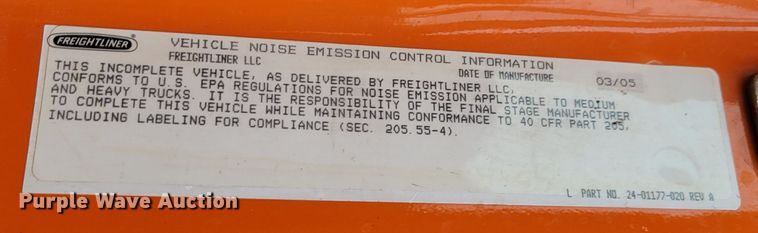 FREIGHTLINER
VEHICLE NOISE EMISSION CONTROL INFORMATION
FREIGHTLINER LLC
DATE OF MANUFACTURE 03/05
THIS INCOMPLETE VEHICLE, AS DELIVERED BY FREIGHTLINER LLC,
CONFORMS TO U.S. EPA REGULATIONS FOR NOISE EMISSION APPLICABLE TO MEDIUM
AND HEAVY TRUCKS. IT IS THE RESPONSIBILITY OF THE FINAL STAGE MANUFACTURER
TO COMPLETE THIS VEHICLE WHILE MAINTAINING CONFORMANCE TO 40 CFR PART 205,
INCLUDING LABELING FOR COMPLIANCE (SEC. 205.55-4).
L PART NO. 24-01177-020 REV A
Purple Wave Auction